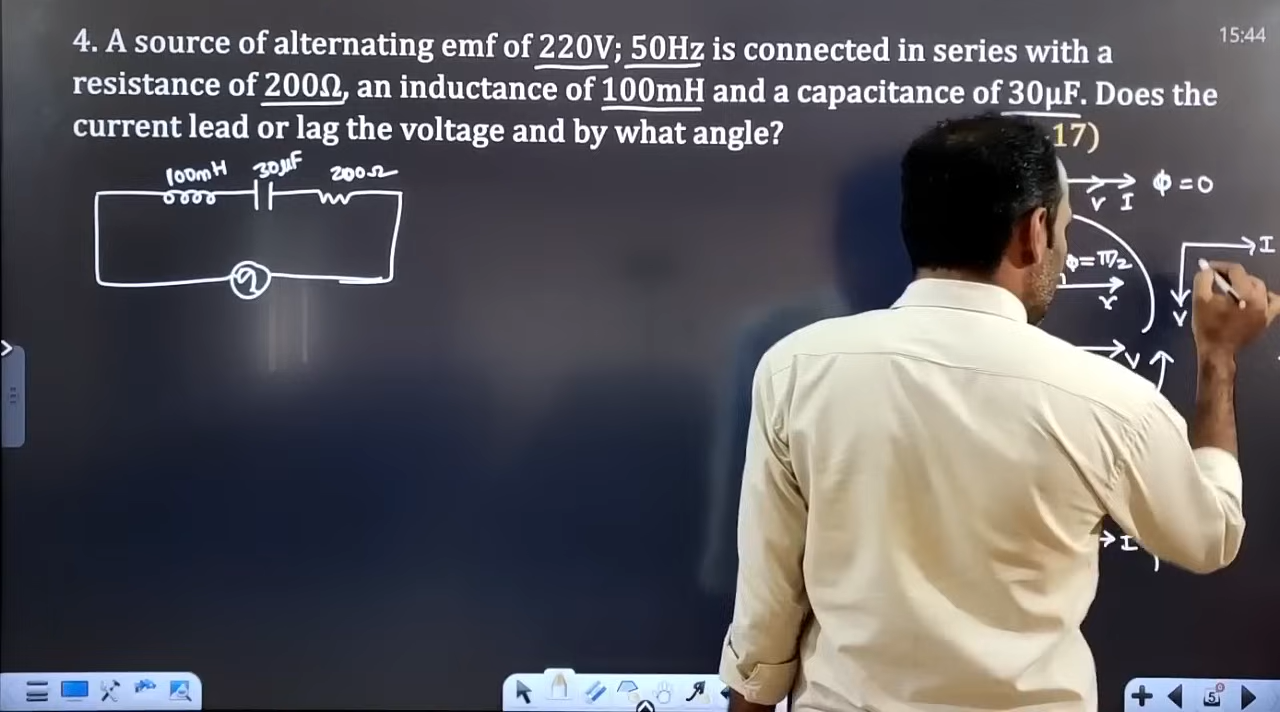 15:44
4. A source of alternating emf of 220V; 50Hz is connected in series with a
resistance of 200Ω, an inductance of 100mH and a capacitance of 30μF. Does the
current lead or lag the voltage and by what angle?
17)
100mH 30μF 200Ω
V I ϕ = 0
I
ϕ = π/2
V
V
V
I
5